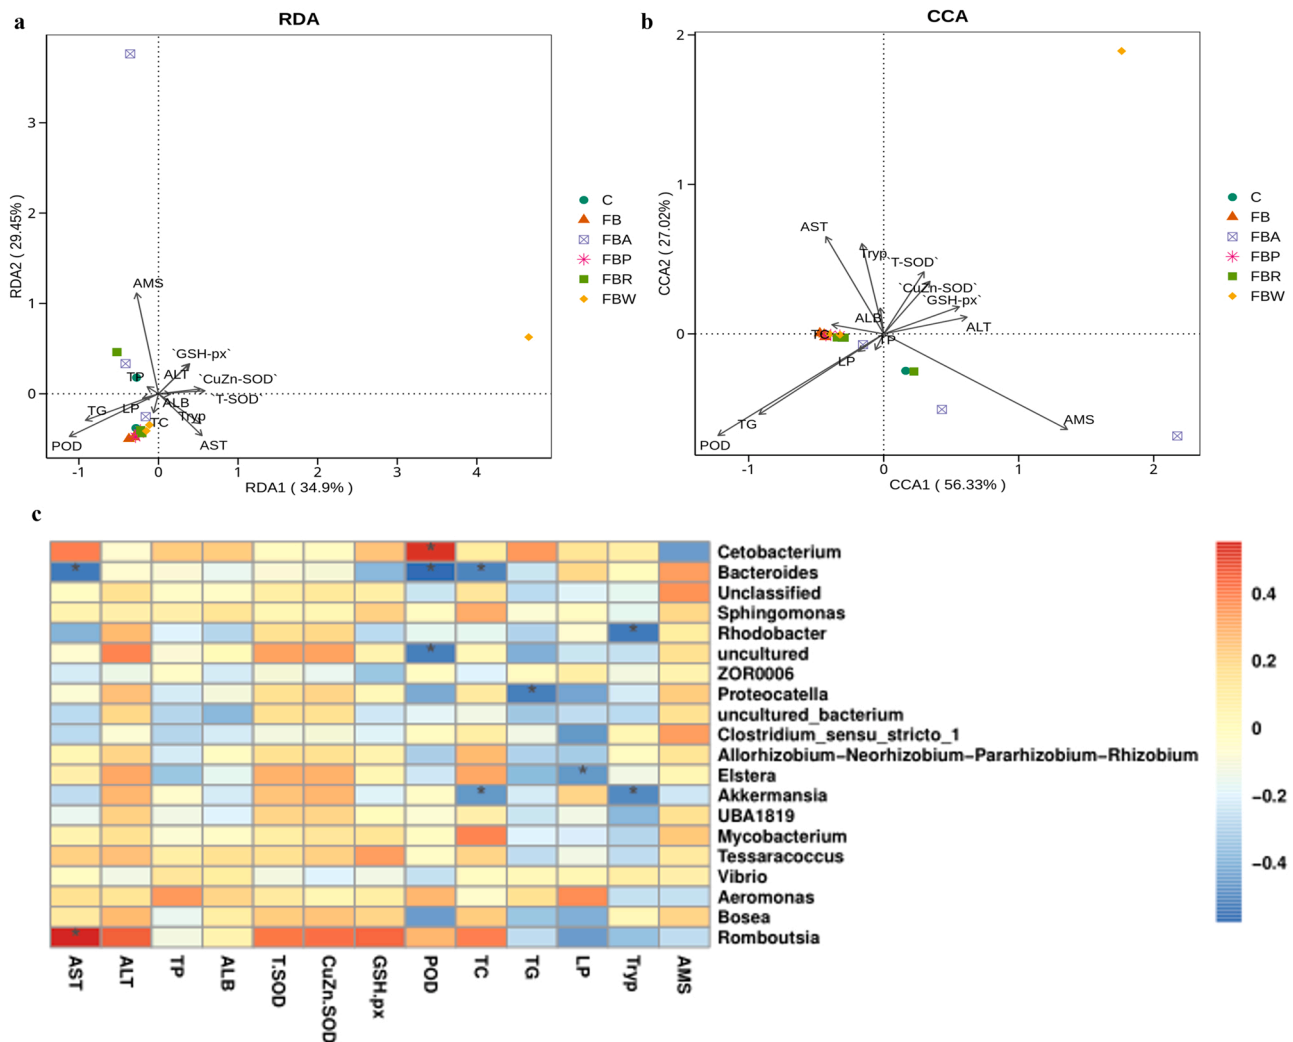 a
RDA
RDA2 ( 29.45% )
3
2
1
0
-1
0
1
2
3
4
RDA1 ( 34.9% )
AMS
`GSH-px`
ALT
TP
`CuZn-SOD`
`T-SOD`
ALB
LP
TG
TC
Tryp
POD
AST
C
FB
FBA
FBP
FBR
FBW
b
CCA
CCA2 ( 27.02% )
2
1
0
-1
0
1
2
CCA1 ( 56.33% )
AST
Tryp
`T-SOD`
`CuZn-SOD`
`GSH-px`
ALB
ALT
TC
TP
LP
TG
POD
AMS
C
FB
FBA
FBP
FBR
FBW
c
* Cetobacterium
* * * Bacteroides
Unclassified
Sphingomonas
* Rhodobacter
* uncultured
ZOR0006
* Proteocatella
uncultured_bacterium
Clostridium_sensu_stricto_1
Allorhizobium−Neorhizobium−Pararhizobium−Rhizobium
* Elstera
* * Akkermansia
UBA1819
Mycobacterium
Tessaracoccus
Vibrio
Aeromonas
Bosea
* Romboutsia
AST
ALT
TP
ALB
T.SOD
CuZn.SOD
GSH.px
POD
TC
TG
LP
Tryp
AMS
0.4
0.2
0
−0.2
−0.4